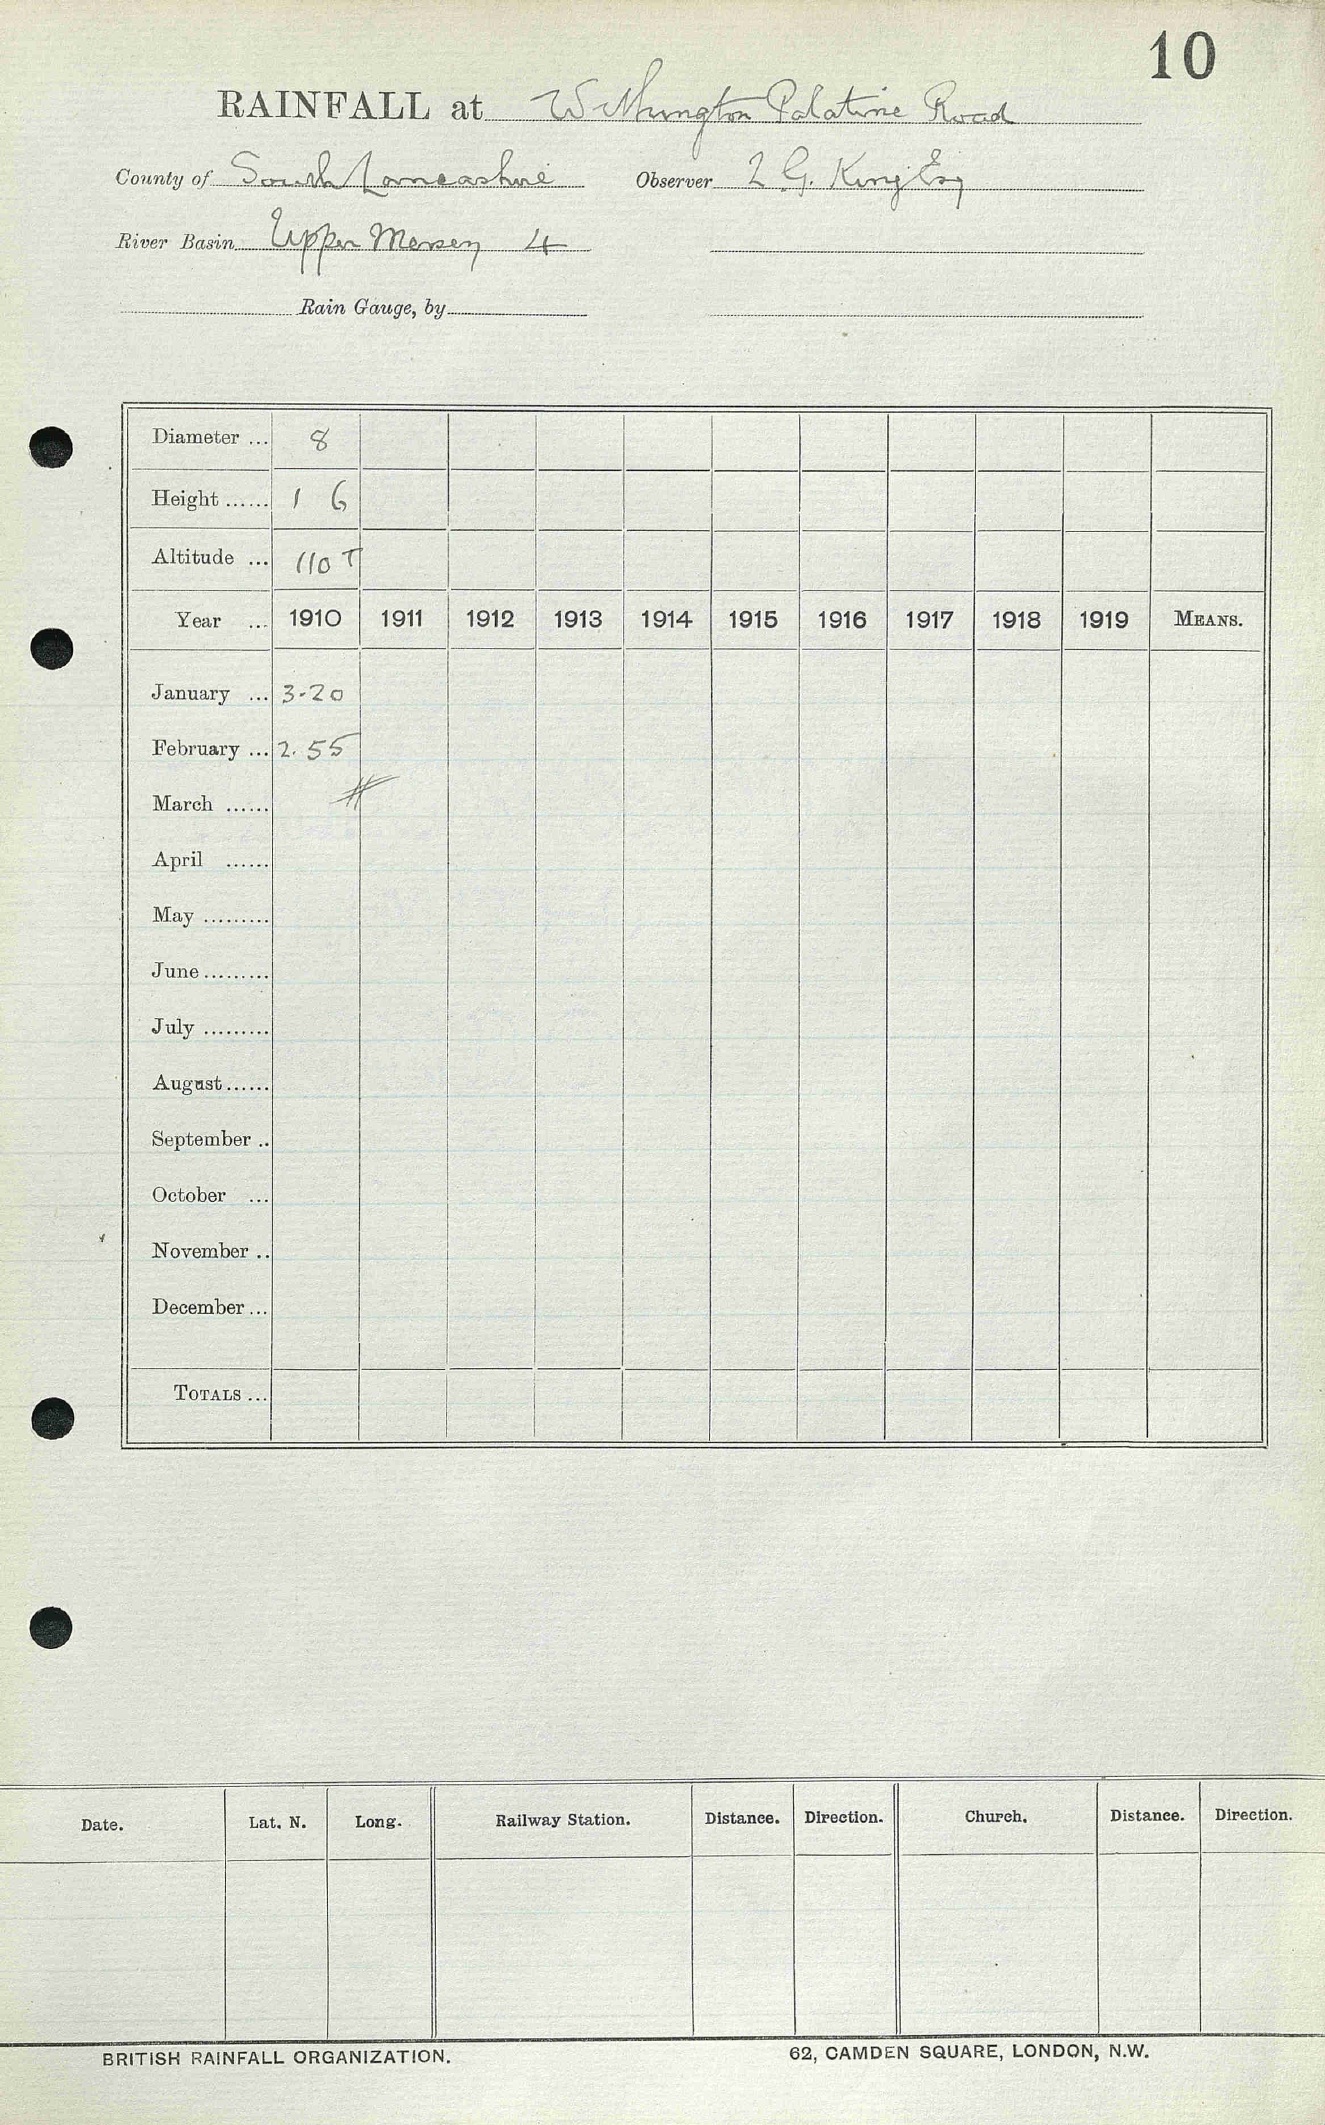 10
RAINFALL at Withington Palatine Road
County of South Lancashire Observer L G. King Esq
River Basin Upper Mersey 4
Rain Gauge, by
Diameter ... 8
Height ...... 1 6
Altitude ... 110 T
Year ... 1910 1911 1912 1913 1914 1915 1916 1917 1918 1919 MEANS.
January ... 3.20
February ... 2.55
March ...... #
April ......
May .........
June .........
July .........
August ......
September ..
October ...
November ..
December ...
TOTALS ...
Date. Lat. N. Long. Railway Station. Distance. Direction. Church. Distance. Direction.
BRITISH RAINFALL ORGANIZATION. 62, CAMDEN SQUARE, LONDON, N.W.